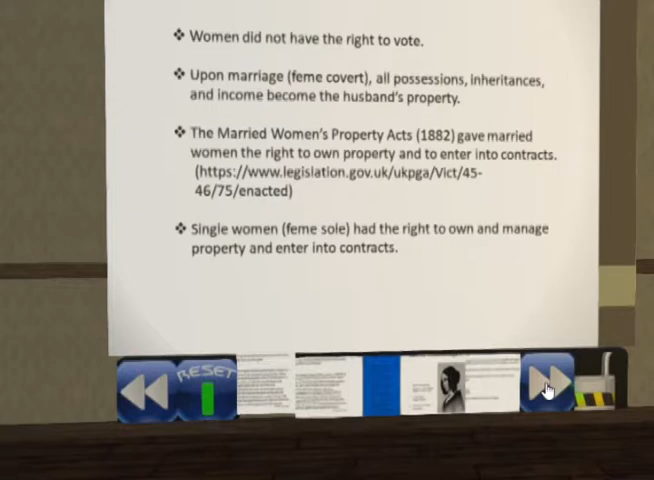 ❖ Women did not have the right to vote.
❖ Upon marriage (feme covert), all possessions, inheritances,
and income become the husband's property.
❖ The Married Women's Property Acts (1882) gave married
women the right to own property and to enter into contracts.
(https://www.legislation.gov.uk/ukpga/Vict/45-
46/75/enacted)
❖ Single women (feme sole) had the right to own and manage
property and enter into contracts.
RESET